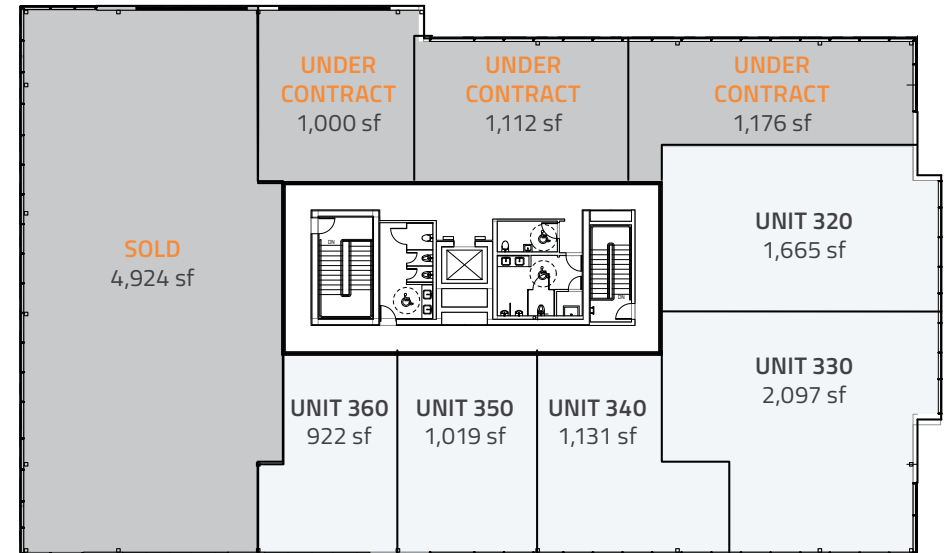 UNDER
CONTRACT
1,000 sf
UNDER
CONTRACT
1,112 sf
UNDER
CONTRACT
1,176 sf
SOLD
4,924 sf
DN
DN
UNIT 320
1,665 sf
UNIT 330
2,097 sf
UNIT 360
922 sf
UNIT 350
1,019 sf
UNIT 340
1,131 sf